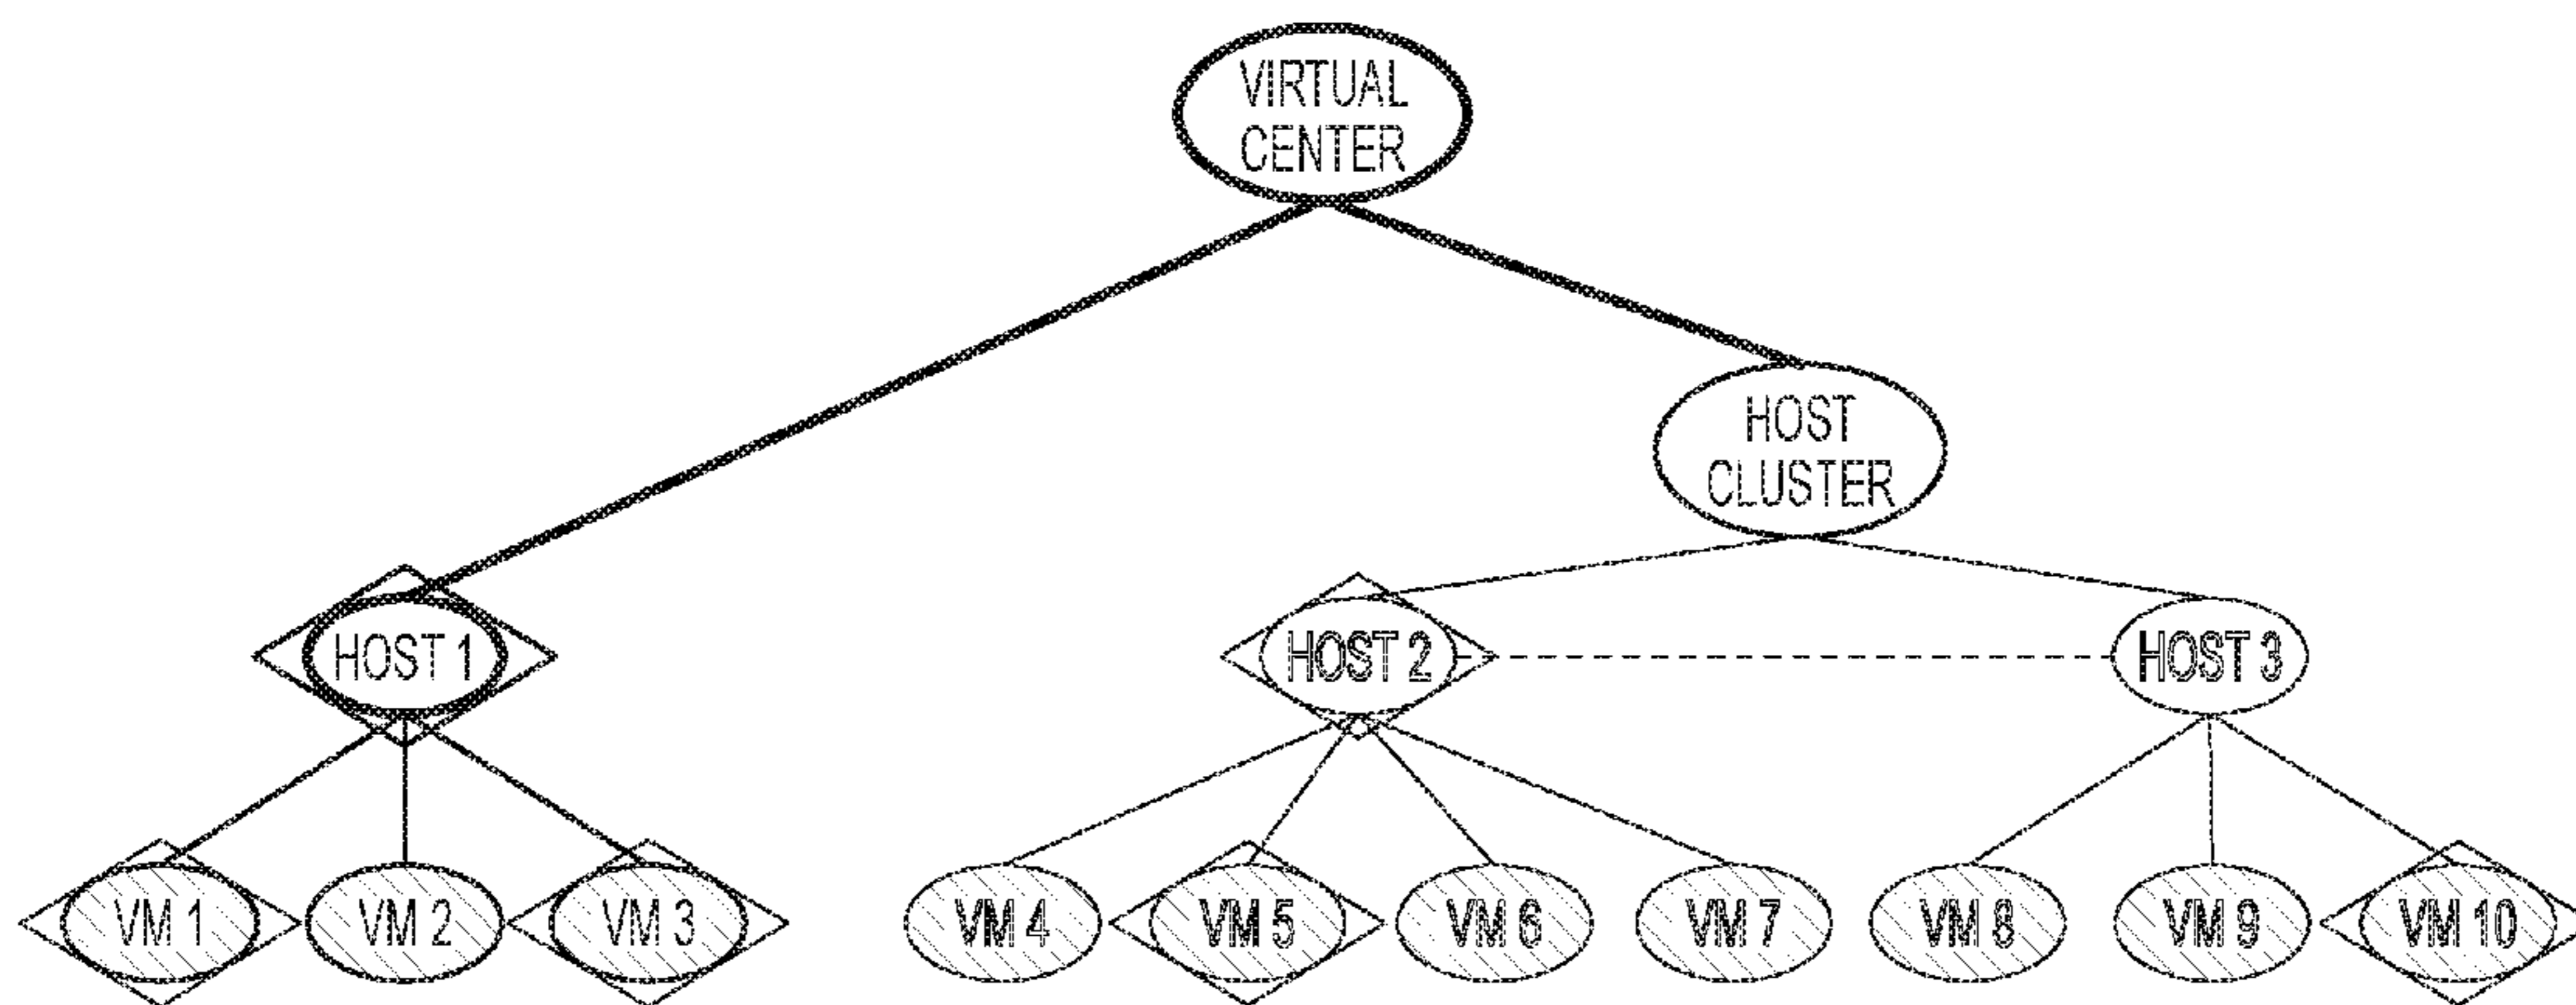 VIRTUAL
CENTER
HOST
CLUSTER
HOST 1
HOST 2
HOST 3
VM 1
VM 2
VM 3
VM 4
VM 5
VM 6
VM 7
VM 8
VM 9
VM 10